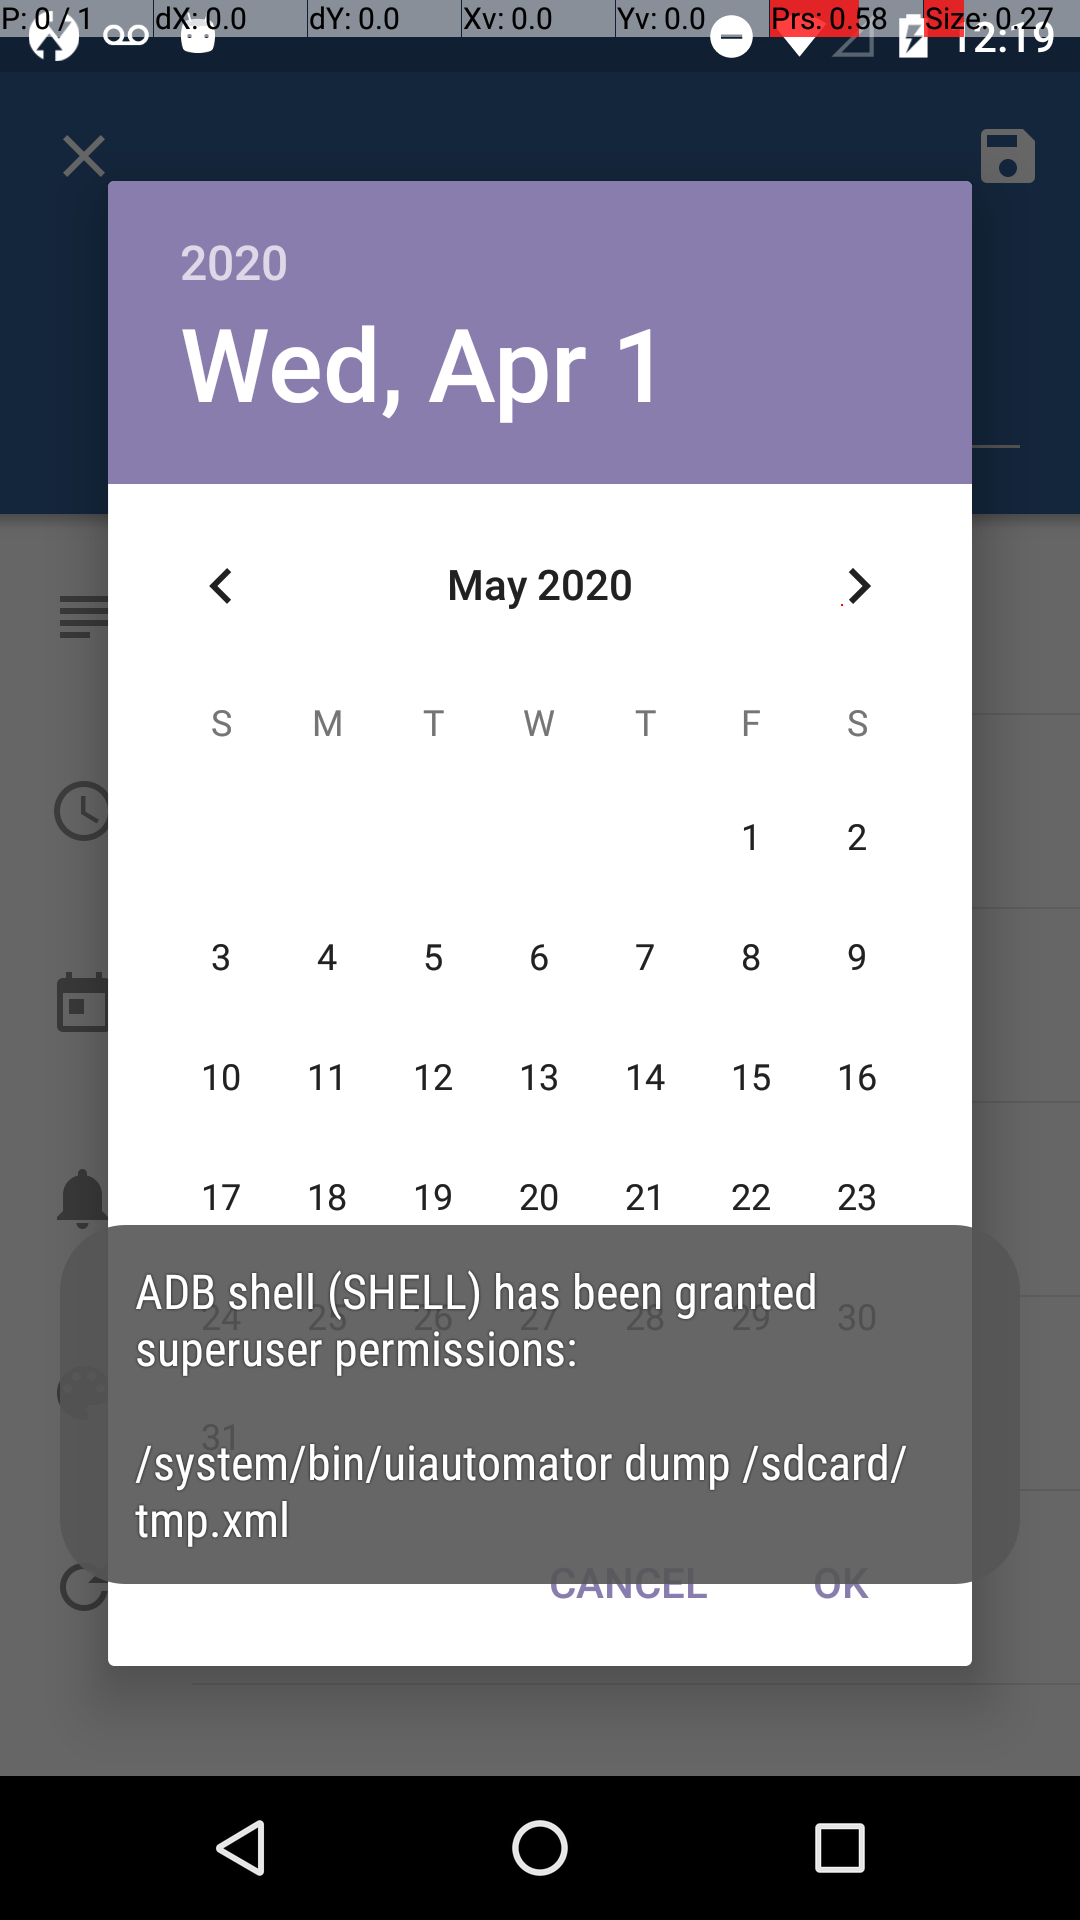 P: 0 / 1 dX: 0.0 dY: 0.0 Xv: 0.0 Yv: 0.0 Prs: 0.58 Size: 0.27
12:19
2020
Wed, Apr 1
May 2020
S M T W T F S
1 2
3 4 5 6 7 8 9
10 11 12 13 14 15 16
17 18 19 20 21 22 23
24 25 26 27 28 29 30
31
ADB shell (SHELL) has been granted
superuser permissions:
/system/bin/uiautomator dump /sdcard/
tmp.xml
CANCEL OK